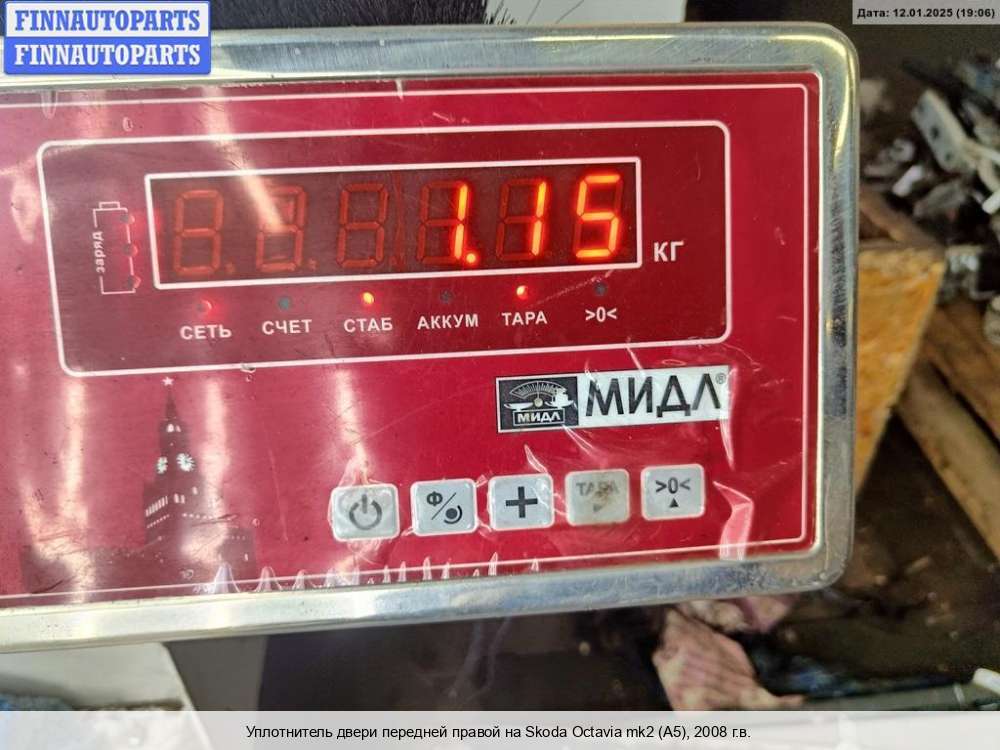 FINNAUTOPARTS
FINNAUTOPARTS
Дата: 12.01.2025 (19:06)
заряд
1.15
КГ
СЕТЬ СЧЕТ СТАБ АККУМ ТАРА >0<
МИДЛ
МИДЛ®
Ф/
+
ТАРА
>0<
Уплотнитель двери передней правой на Skoda Octavia mk2 (A5), 2008 г.в.